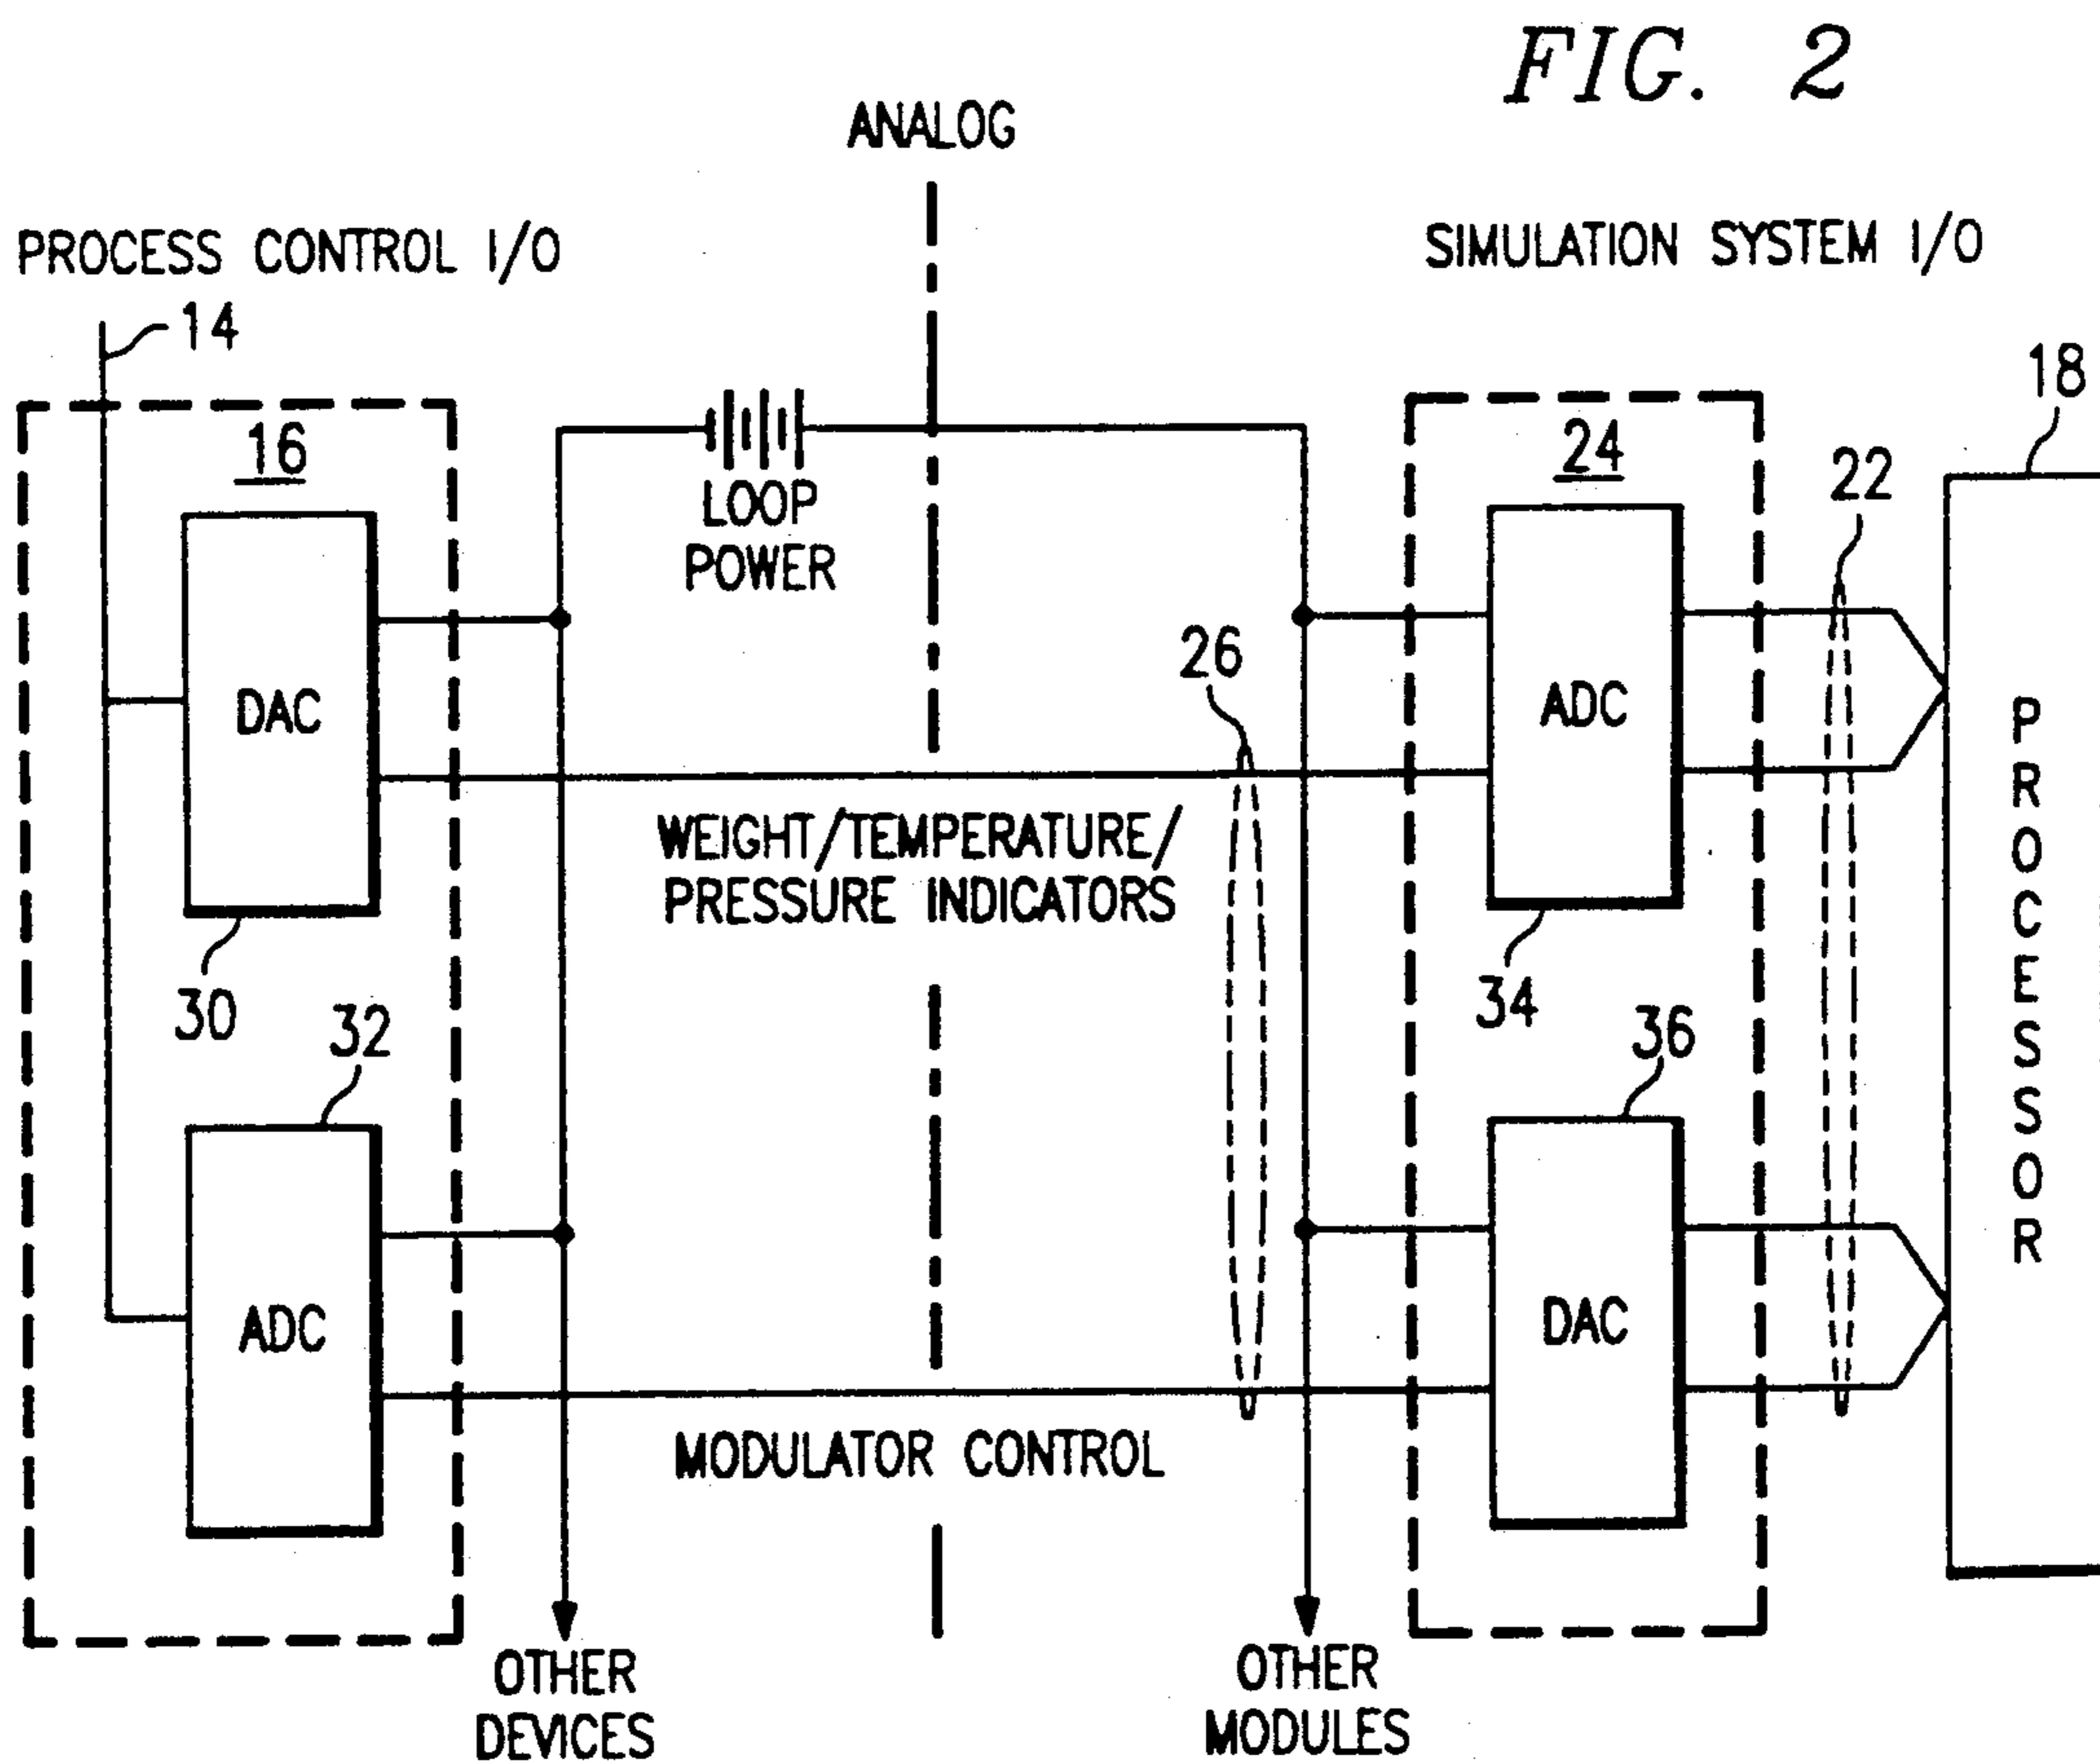 FIG. 2
ANALOG
PROCESS CONTROL I/O
SIMULATION SYSTEM I/O
14
18
16
24
22
LOOP
POWER
26
DAC
ADC
PROCESSOR
WEIGHT/TEMPERATURE/
PRESSURE INDICATORS
30
34
32
36
ADC
DAC
MODULATOR CONTROL
OTHER
DEVICES
OTHER
MODULES